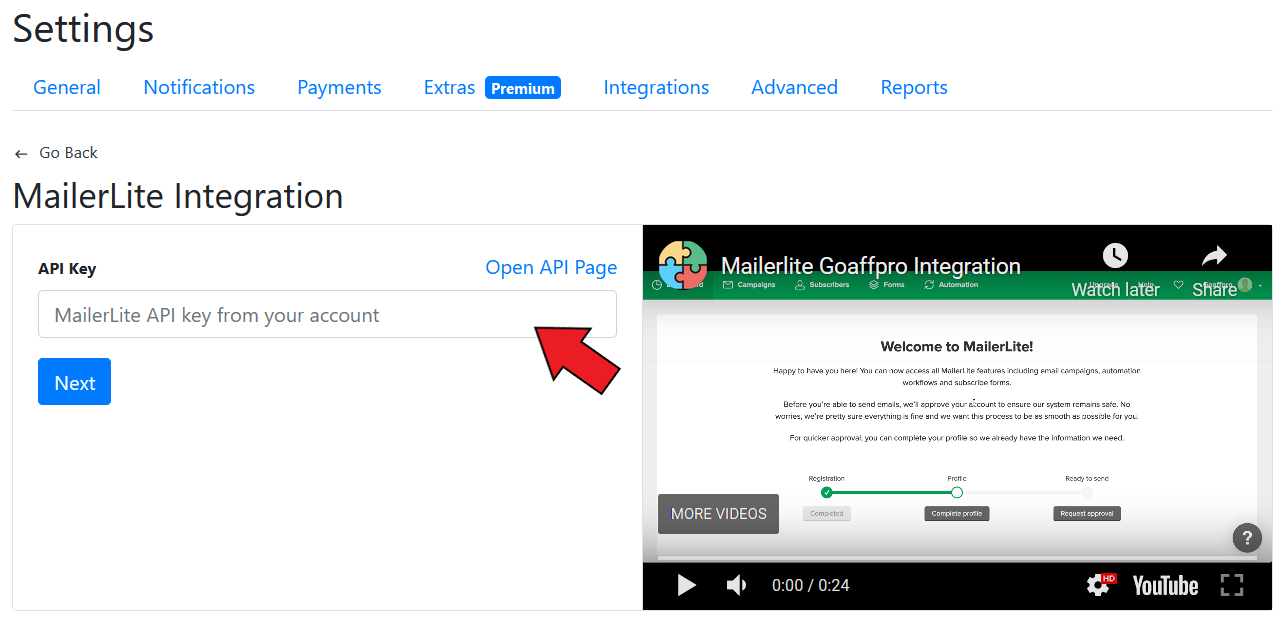 Settings
General Notifications Payments Extras Premium Integrations Advanced Reports
← Go Back
MailerLite Integration
API Key Open API Page
MailerLite API key from your account
Next
Mailerlite Goaffpro Integration
Watch later Share
Campaigns Subscribers Forms Automation Upgrade Help Goaffpro
Welcome to MailerLite!
Happy to have you here! You can now access all MailerLite features including email campaigns, automation
workflows and subscribe forms.
Before you're able to send emails, we'll approve your account to ensure our system remains safe. No
worries, we're pretty sure everything is fine and we want this process to be as smooth as possible for you.
For quicker approval, you can complete your profile so we already have the information we need.
Registration Profile Ready to send
Completed Complete profile Request approval
MORE VIDEOS
?
0:00 / 0:24 HD YouTube